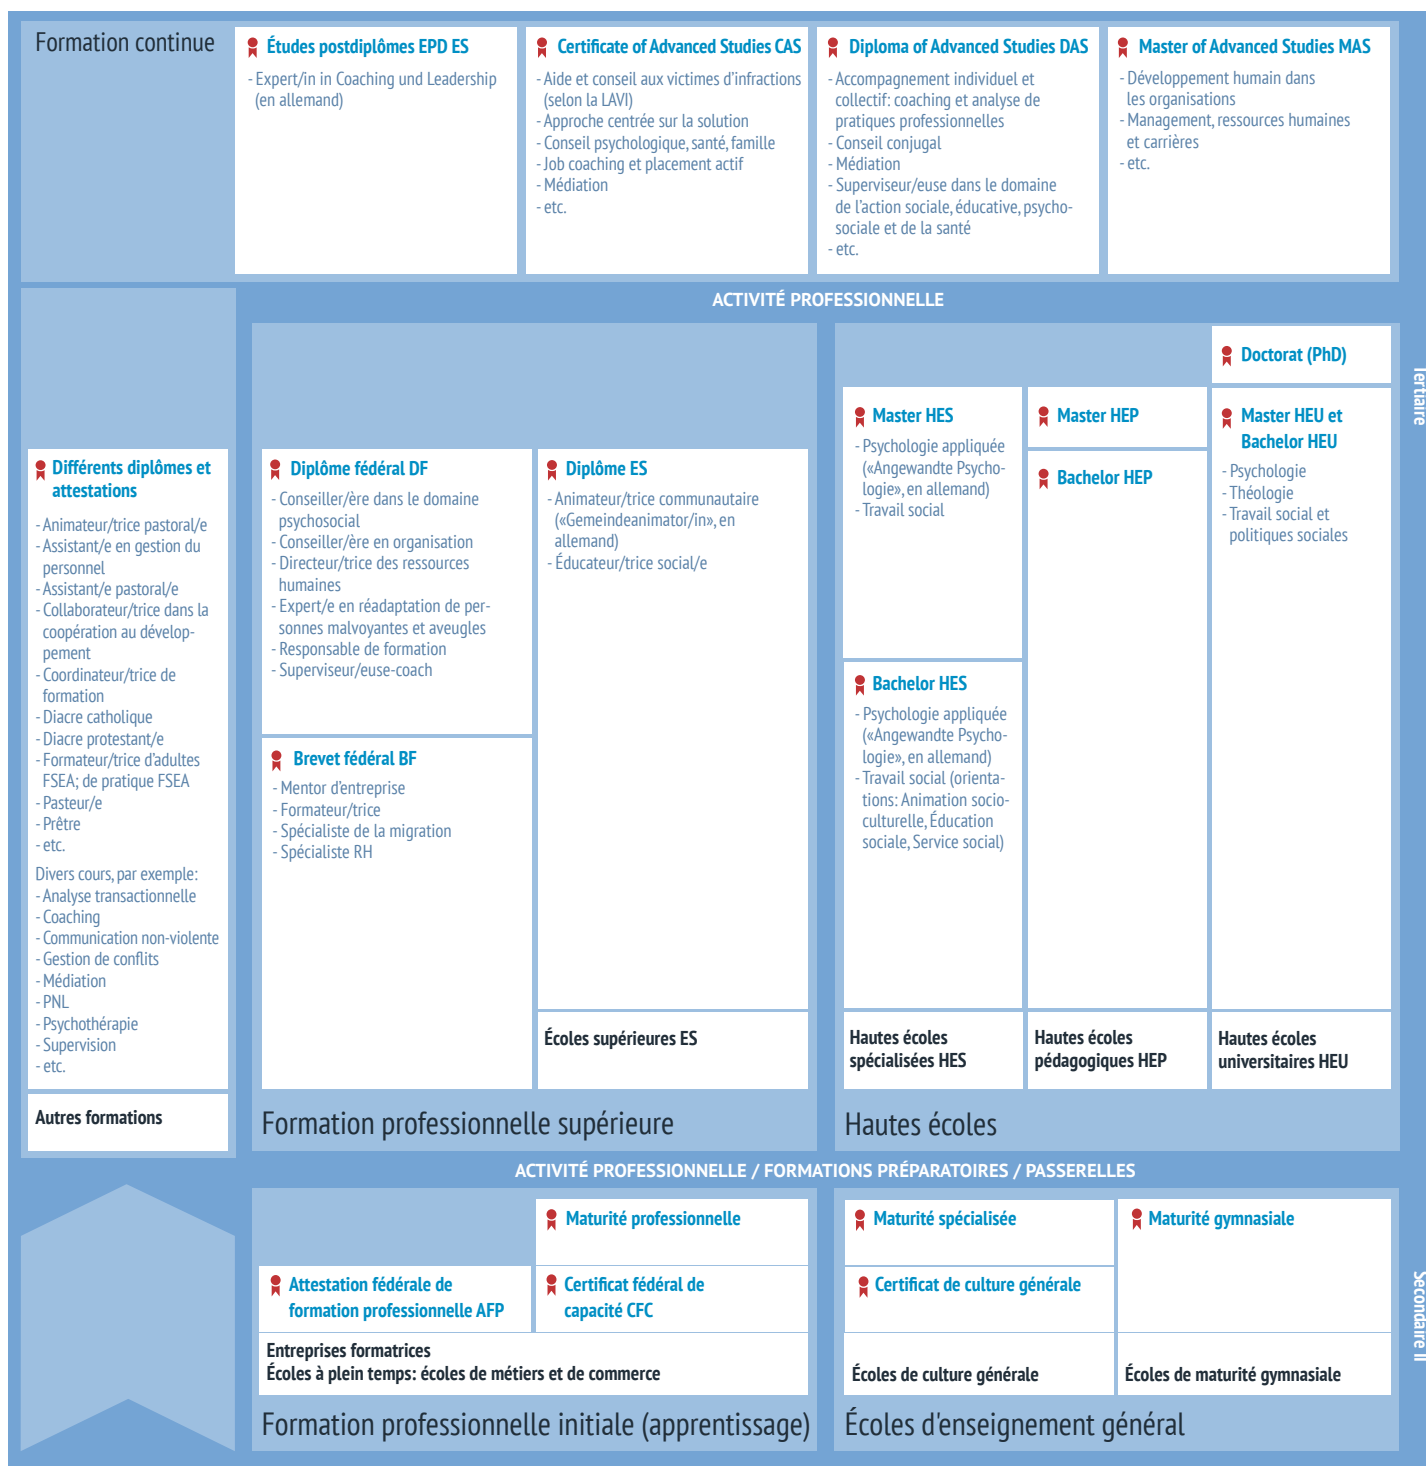 Formation continue
Études postdiplômes EPD ES
- Expert/in in Coaching und Leadership
(en allemand)
Certificate of Advanced Studies CAS
- Aide et conseil aux victimes d'infractions
(selon la LAVI)
- Approche centrée sur la solution
- Conseil psychologique, santé, famille
- Job coaching et placement actif
- Médiation
- etc.
Diploma of Advanced Studies DAS
- Accompagnement individuel et
collectif: coaching et analyse de
pratiques professionnelles
- Conseil conjugal
- Médiation
- Superviseur/euse dans le domaine
de l'action sociale, éducative, psycho-
sociale et de la santé
- etc.
Master of Advanced Studies MAS
- Développement humain dans
les organisations
- Management, ressources humaines
et carrières
- etc.
ACTIVITÉ PROFESSIONNELLE
Tertiaire
Différents diplômes et
attestations
- Animateur/trice pastoral/e
- Assistant/e en gestion du
personnel
- Assistant/e pastoral/e
- Collaborateur/trice dans la
coopération au dévelop-
pement
- Coordinateur/trice de
formation
- Diacre catholique
- Diacre protestant/e
- Formateur/trice d'adultes
FSEA; de pratique FSEA
- Pasteur/e
- Prêtre
- etc.
Divers cours, par exemple:
- Analyse transactionnelle
- Coaching
- Communication non-violente
- Gestion de conflits
- Médiation
- PNL
- Psychothérapie
- Supervision
- etc.
Autres formations
Diplôme fédéral DF
- Conseiller/ère dans le domaine
psychosocial
- Conseiller/ère en organisation
- Directeur/trice des ressources
humaines
- Expert/e en réadaptation de per-
sonnes malvoyantes et aveugles
- Responsable de formation
- Superviseur/euse-coach
Brevet fédéral BF
- Mentor d'entreprise
- Formateur/trice
- Spécialiste de la migration
- Spécialiste RH
Diplôme ES
- Animateur/trice communautaire
(«Gemeindeanimator/in», en
allemand)
- Éducateur/trice social/e
Écoles supérieures ES
Formation professionnelle supérieure
Master HES
- Psychologie appliquée
(«Angewandte Psycho-
logie», en allemand)
- Travail social
Bachelor HES
- Psychologie appliquée
(«Angewandte Psycho-
logie», en allemand)
- Travail social (orienta-
tions: Animation socio-
culturelle, Éducation
sociale, Service social)
Hautes écoles
spécialisées HES
Master HEP
Bachelor HEP
Hautes écoles
pédagogiques HEP
Doctorat (PhD)
Master HEU et
Bachelor HEU
- Psychologie
- Théologie
- Travail social et
politiques sociales
Hautes écoles
universitaires HEU
Hautes écoles
ACTIVITÉ PROFESSIONNELLE / FORMATIONS PRÉPARATOIRES / PASSERELLES
Secondaire II
Maturité professionnelle
Attestation fédérale de
formation professionnelle AFP
Certificat fédéral de
capacité CFC
Entreprises formatrices
Écoles à plein temps: écoles de métiers et de commerce
Formation professionnelle initiale (apprentissage)
Maturité spécialisée
Certificat de culture générale
Écoles de culture générale
Maturité gymnasiale
Écoles de maturité gymnasiale
Écoles d'enseignement général